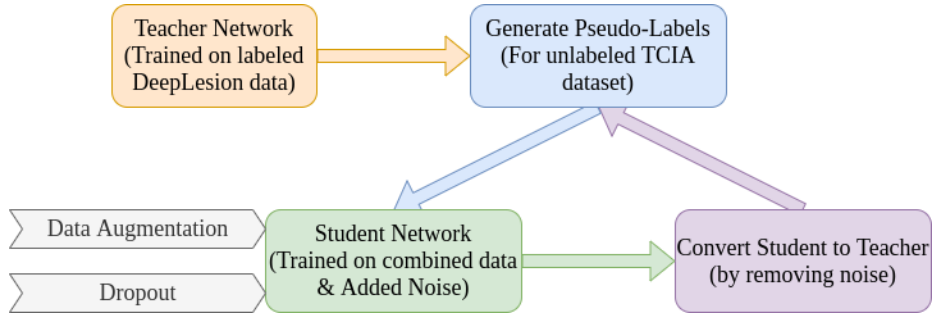 Teacher Network
(Trained on labeled
DeepLesion data)
Generate Pseudo-Labels
(For unlabeled TCIA
dataset)
Data Augmentation
Dropout
Student Network
(Trained on combined data
& Added Noise)
Convert Student to Teacher
(by removing noise)